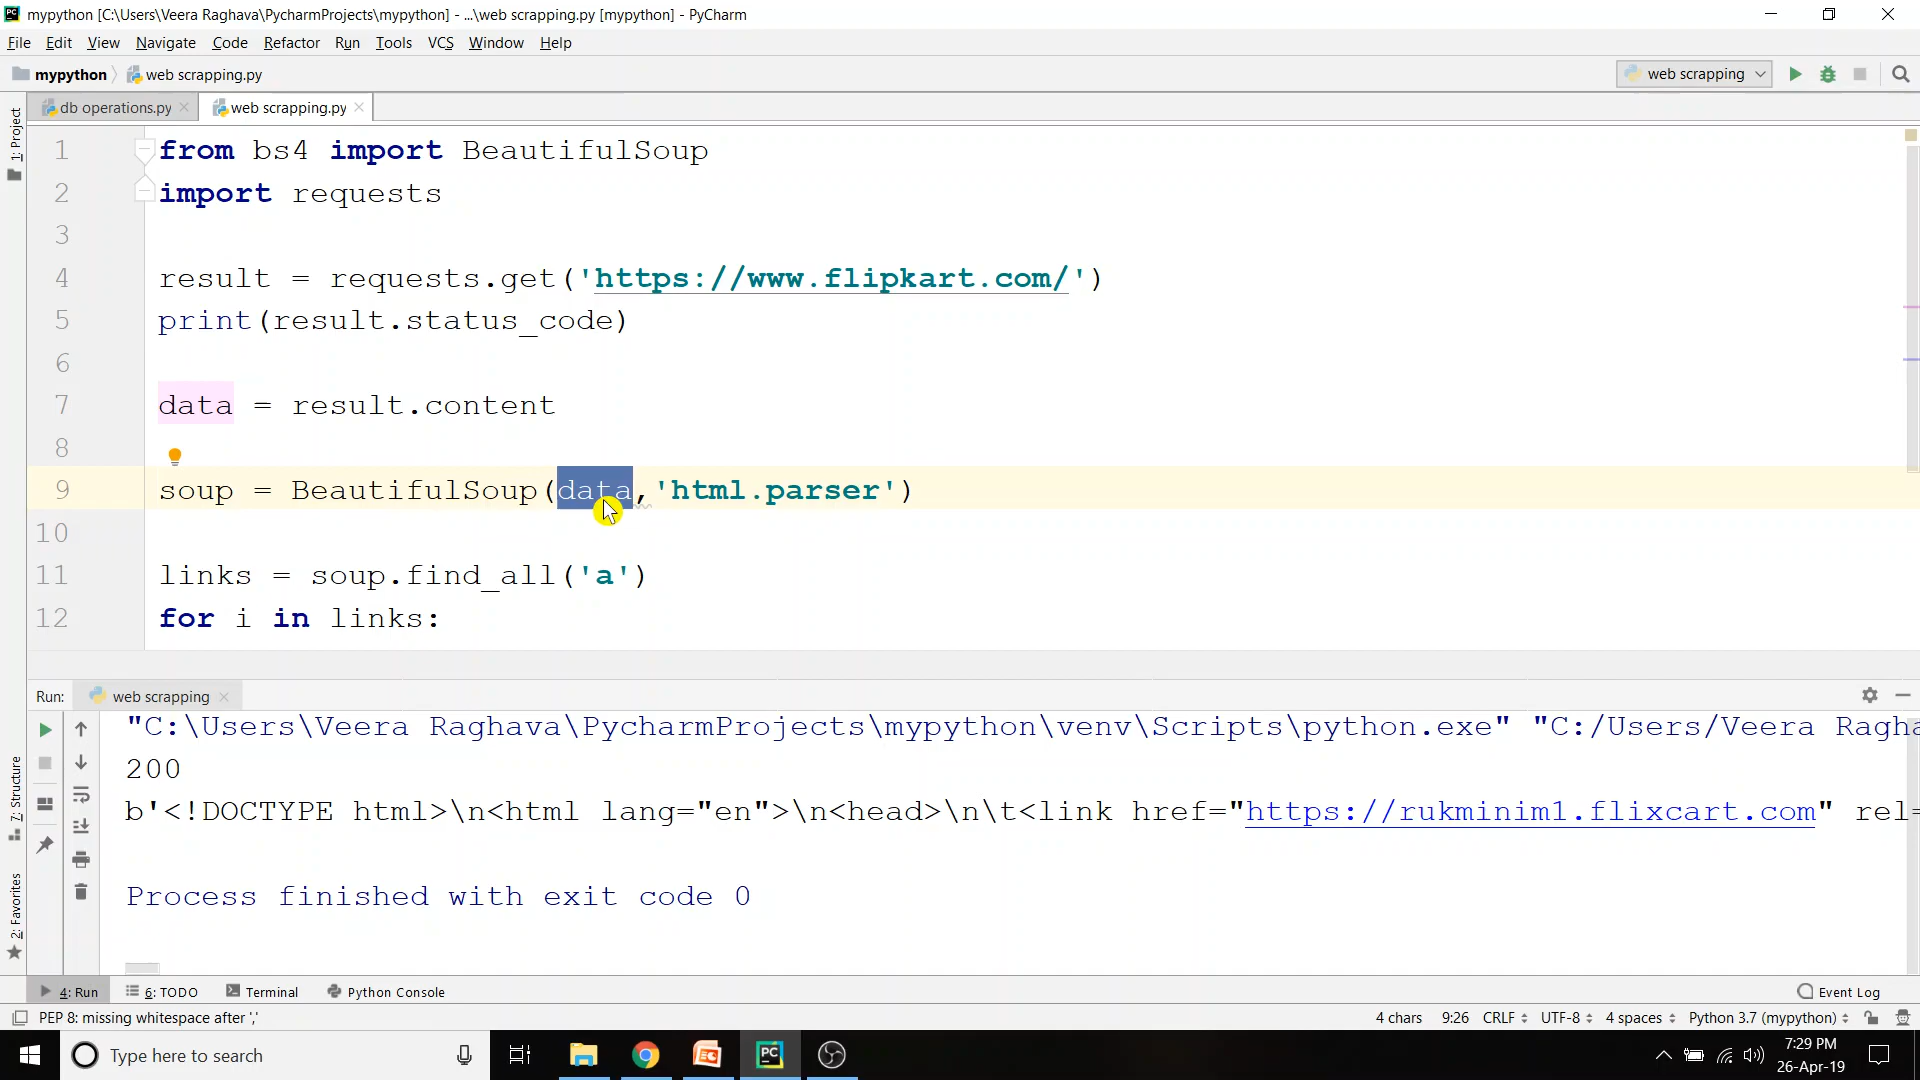 mypython [C:\Users\Veera Raghava\PycharmProjects\mypython] - ...\web scrapping.py [mypython] - PyCharm
File Edit View Navigate Code Refactor Run Tools VCS Window Help
mypython web scrapping.py web scrapping
db operations.py web scrapping.py
1: Project
1 from bs4 import BeautifulSoup
2 import requests
3
4 result = requests.get('https://www.flipkart.com/')
5 print(result.status_code)
6
7 data = result.content
8
9 soup = BeautifulSoup(data,'html.parser')
10
11 links = soup.find_all('a')
12 for i in links:
Run: web scrapping
"C:\Users\Veera Raghava\PycharmProjects\mypython\venv\Scripts\python.exe" "C:/Users/Veera Ragha
200
b'<!DOCTYPE html>\n<html lang="en">\n<head>\n\t<link href="https://rukminim1.flixcart.com" rel=
Process finished with exit code 0
7: Structure
2: Favorites
4: Run 6: TODO Terminal Python Console Event Log
PEP 8: missing whitespace after ',' 4 chars 9:26 CRLF UTF-8 4 spaces Python 3.7 (mypython)
Type here to search
7:29 PM
26-Apr-19